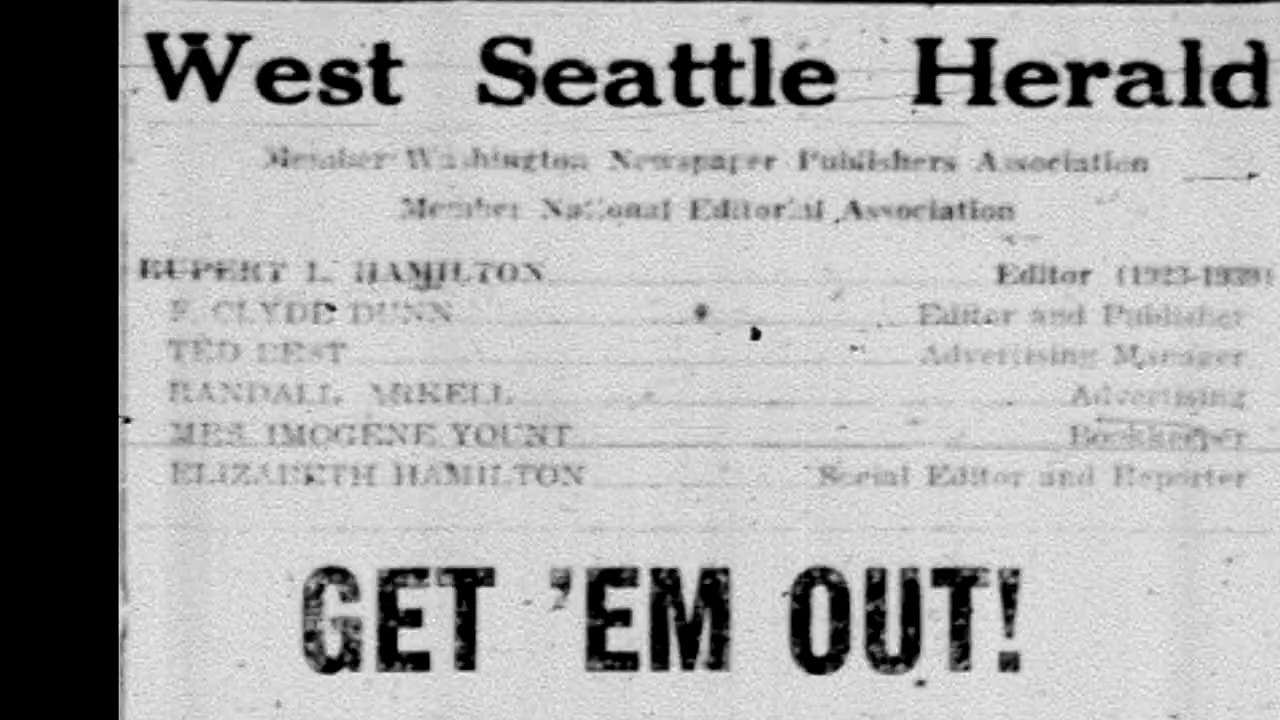 West Seattle Herald
Member Washington Newspaper Publishers Association
Member National Editorial Association
RUPERT L. HAMILTON Editor (1923-1939)
F. CLYDE DUNN Editor and Publisher
TED BEST Advertising Manager
RANDALL ARKELL Advertising
MRS. IMOGENE YOUNT Bookkeeper
ELIZABETH HAMILTON Social Editor and Reporter
GET 'EM OUT!